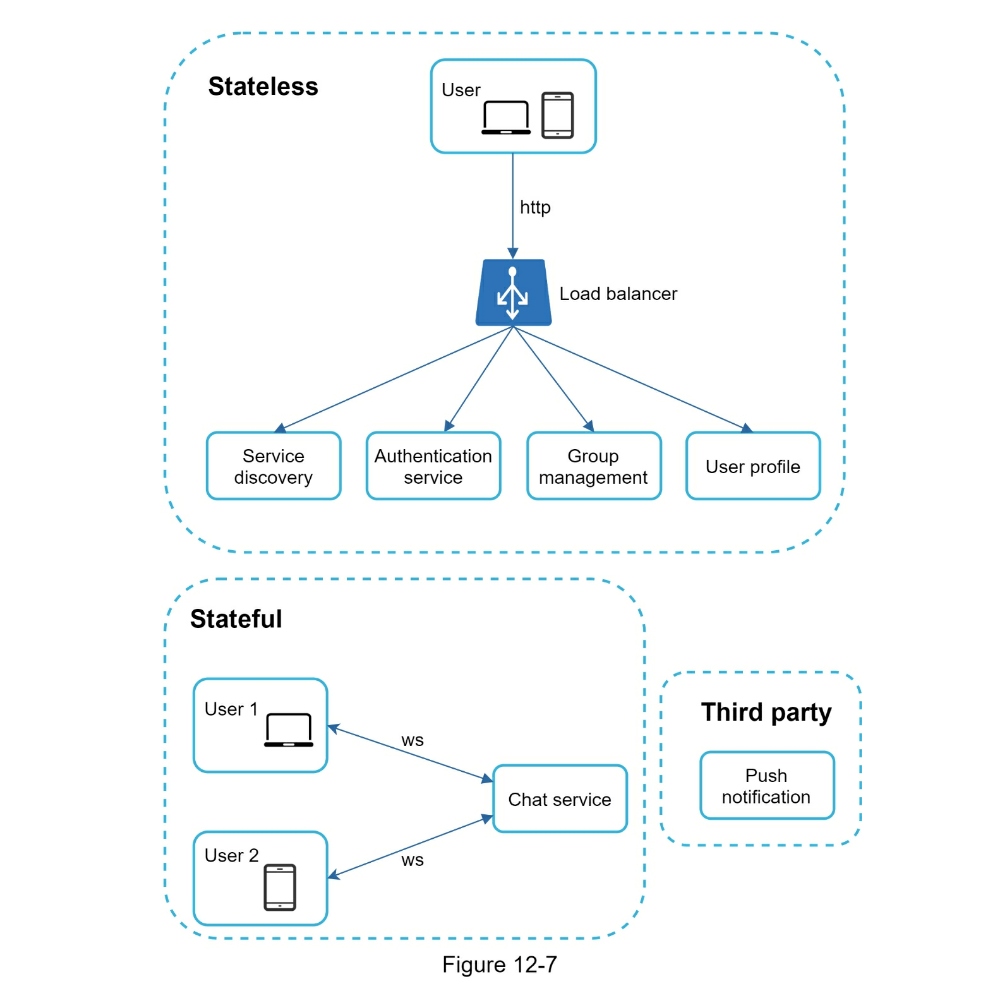 Stateless
User
http
Load balancer
Service
discovery
Authentication
service
Group
management
User profile
Stateful
User 1
ws
Chat service
User 2
ws
Third party
Push
notification
Figure 12-7